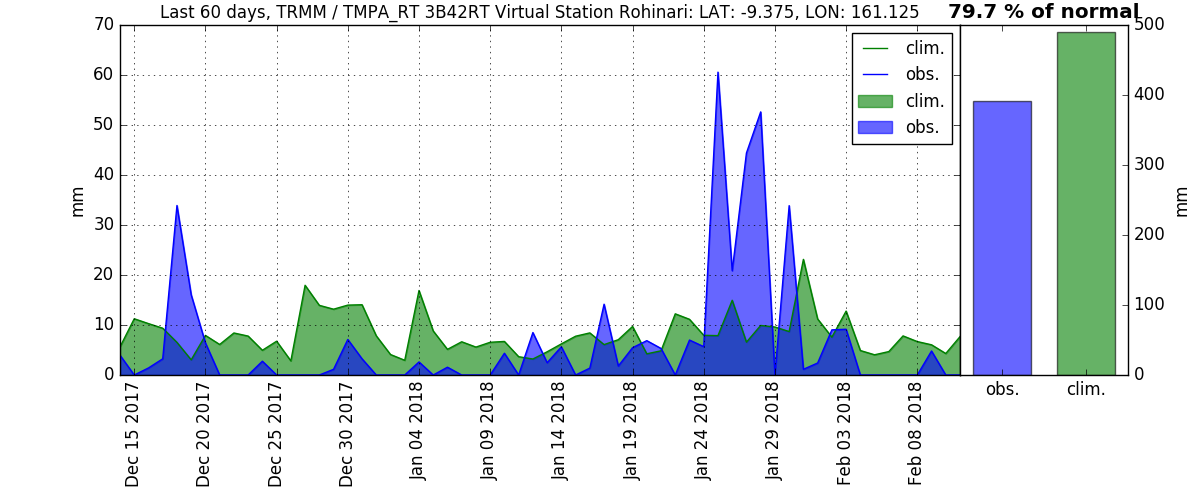 Last 60 days, TRMM / TMPA_RT 3B42RT Virtual Station Rohinari: LAT: -9.375, LON: 161.125
79.7 % of normal
70
60
50
40
30
20
10
0
mm
clim.
obs.
clim.
obs.
500
400
300
200
100
0
mm
Dec 15 2017
Dec 20 2017
Dec 25 2017
Dec 30 2017
Jan 04 2018
Jan 09 2018
Jan 14 2018
Jan 19 2018
Jan 24 2018
Jan 29 2018
Feb 03 2018
Feb 08 2018
obs.
clim.